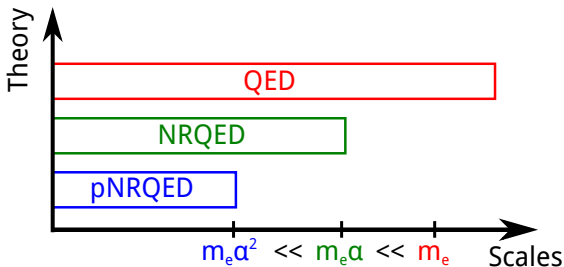 Theory
QED
NRQED
pNRQED
mₑα² << mₑα << mₑ
Scales